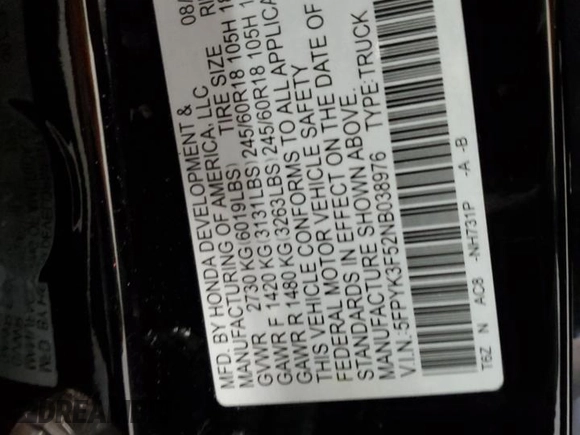 MFD. BY HONDA DEVELOPMENT & 08/
MANUFACTURING OF AMERICA, LLC
GVWR 2730 KG(6019LBS) TIRE SIZE
GAWR F 1420 KG(3131LBS)245/60R18 105H
GAWR R 1480 KG(3263LBS)245/60R18 105H
THIS VEHICLE CONFORMS TO ALL APPLICA
FEDERAL MOTOR VEHICLE SAFETY
STANDARDS IN EFFECT ON THE DATE OF
MANUFACTURE SHOWN ABOVE.
V.I.N.:5FPYK3F52NB038976 TYPE:TRUCK
T6Z N AC8 -NH731P -A -B